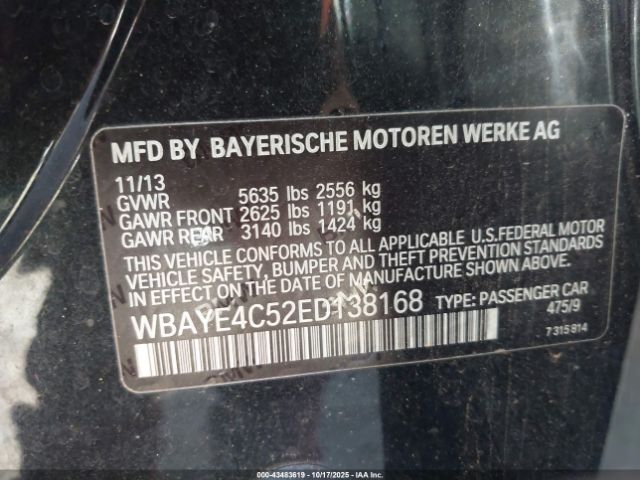 MFD BY BAYERISCHE MOTOREN WERKE AG
11/13
GVWR 5635 lbs 2556 kg
GAWR FRONT 2625 lbs 1191 kg
GAWR REAR 3140 lbs 1424 kg
THIS VEHICLE CONFORMS TO ALL APPLICABLE U.S.FEDERAL MOTOR
VEHICLE SAFETY, BUMPER AND THEFT PREVENTION STANDARDS
IN EFFECT ON THE DATE OF MANUFACTURE SHOWN ABOVE.
WBAYE4C52ED138168 TYPE: PASSENGER CAR
475/9
7 315 814
000-43483619 | 10/17/2025 | IAA Inc.